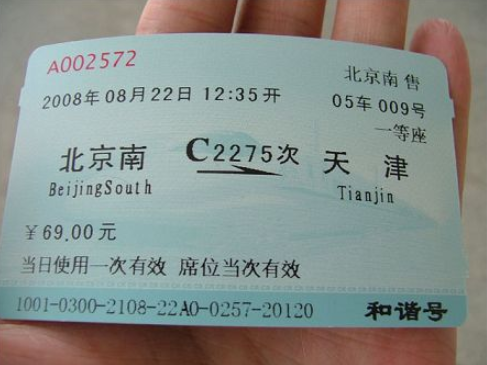 A002572
北京南 售
2008年08月22日 12:35开
05车 009号
一等座
北京南 C2275次 天津
BeijingSouth Tianjin
￥69.00元
当日使用一次有效 席位当次有效
1001-0300-2108-22A0-0257-20120 和谐号